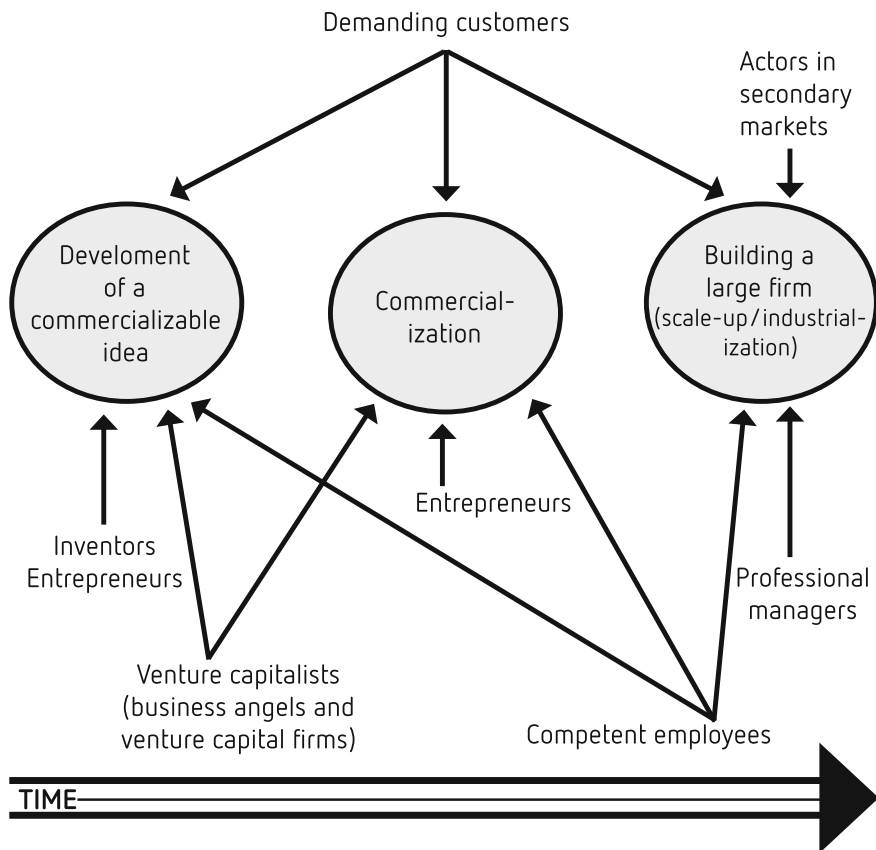 Demanding customers
Actors in
secondary
markets
Develoment
of a
commercializable
idea
Commercial-
ization
Building a
large firm
(scale-up/industrial-
ization)
Inventors
Entrepreneurs
Entrepreneurs
Professional
managers
Venture capitalists
(business angels and
venture capital firms)
Competent employees
TIME